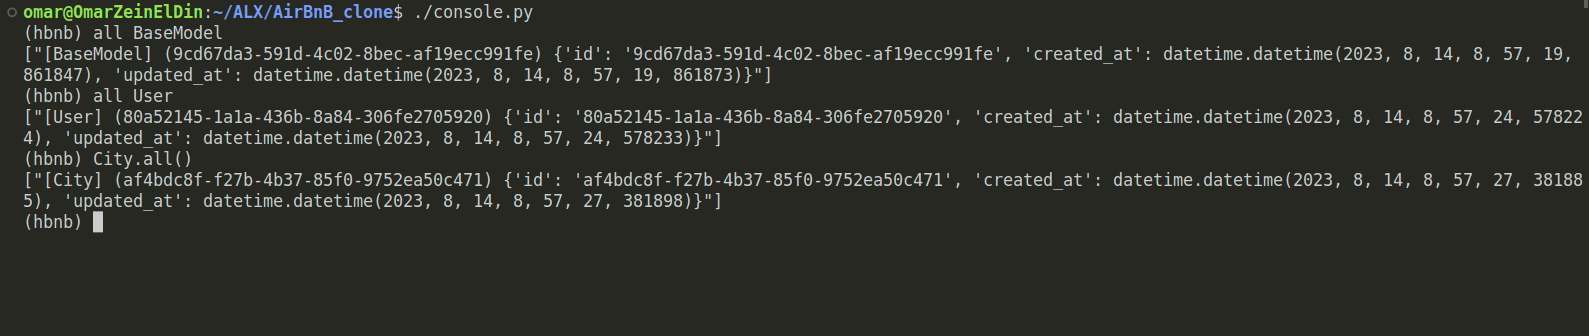 omar@OmarZeinElDin:~/ALX/AirBnB_clone$ ./console.py
(hbnb) all BaseModel
["[BaseModel] (9cd67da3-591d-4c02-8bec-af19ecc991fe) {'id': '9cd67da3-591d-4c02-8bec-af19ecc991fe', 'created_at': datetime.datetime(2023, 8, 14, 8, 57, 19,
861847), 'updated_at': datetime.datetime(2023, 8, 14, 8, 57, 19, 861873)}"]
(hbnb) all User
["[User] (80a52145-1a1a-436b-8a84-306fe2705920) {'id': '80a52145-1a1a-436b-8a84-306fe2705920', 'created_at': datetime.datetime(2023, 8, 14, 8, 57, 24, 57822
4), 'updated_at': datetime.datetime(2023, 8, 14, 8, 57, 24, 578233)}"]
(hbnb) City.all()
["[City] (af4bdc8f-f27b-4b37-85f0-9752ea50c471) {'id': 'af4bdc8f-f27b-4b37-85f0-9752ea50c471', 'created_at': datetime.datetime(2023, 8, 14, 8, 57, 27, 38188
5), 'updated_at': datetime.datetime(2023, 8, 14, 8, 57, 27, 381898)}"]
(hbnb)